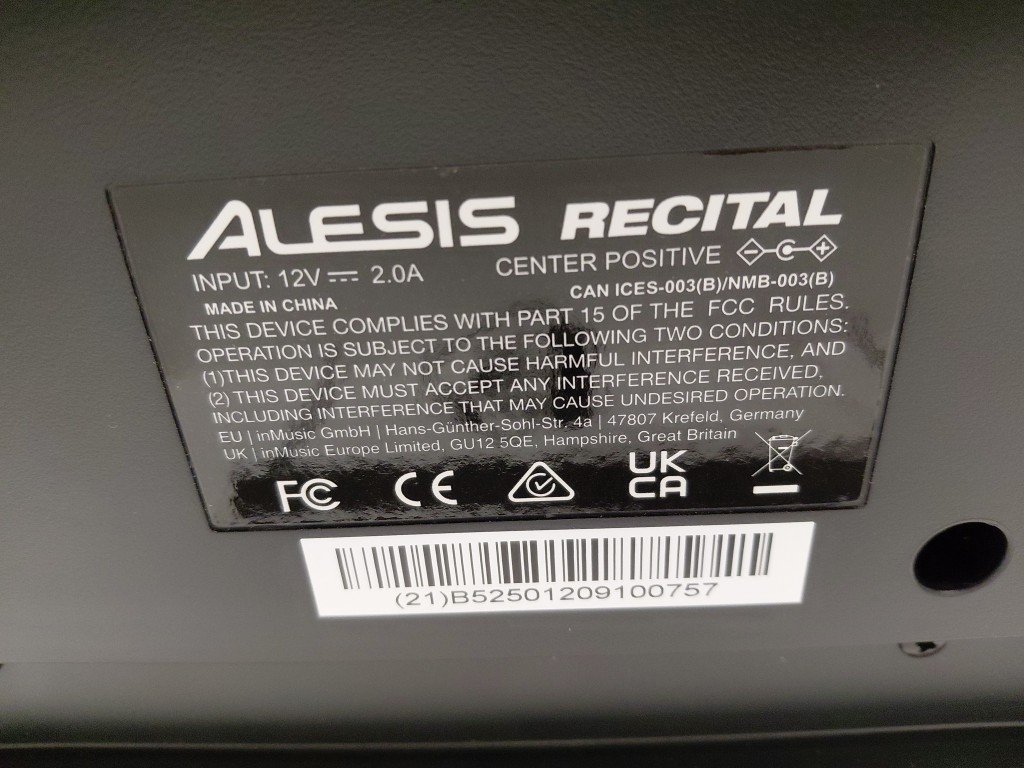 ALESIS RECITAL
INPUT: 12V ⎓ 2.0A CENTER POSITIVE
MADE IN CHINA CAN ICES-003(B)/NMB-003(B)
THIS DEVICE COMPLIES WITH PART 15 OF THE FCC RULES.
OPERATION IS SUBJECT TO THE FOLLOWING TWO CONDITIONS:
(1)THIS DEVICE MAY NOT CAUSE HARMFUL INTERFERENCE, AND
(2) THIS DEVICE MUST ACCEPT ANY INTERFERENCE RECEIVED,
INCLUDING INTERFERENCE THAT MAY CAUSE UNDESIRED OPERATION.
EU | inMusic GmbH | Hans-Günther-Sohl-Str. 4a | 47807 Krefeld, Germany
UK | inMusic Europe Limited, GU12 5QE, Hampshire, Great Britain
FC CE UK
CA
(21)B52501209100757